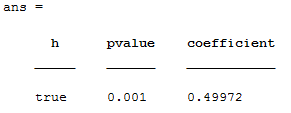 ans =
h pvalue coefficient
true 0.001 0.49972